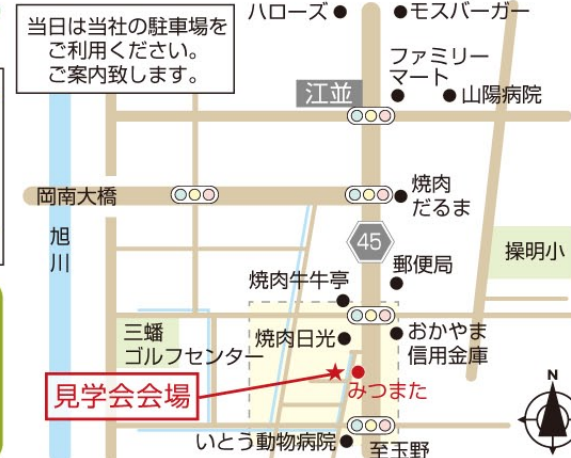 当日は当社の駐車場を
ご利用ください。
ご案内致します。
ハローズ
モスバーガー
ファミリー
マート
江並
山陽病院
岡南大橋
焼肉
だるま
旭川
45
操明小
郵便局
焼肉牛牛亭
三蟠
ゴルフセンター
焼肉日光
おかやま
信用金庫
見学会会場
みつまた
N
いとう動物病院
至玉野